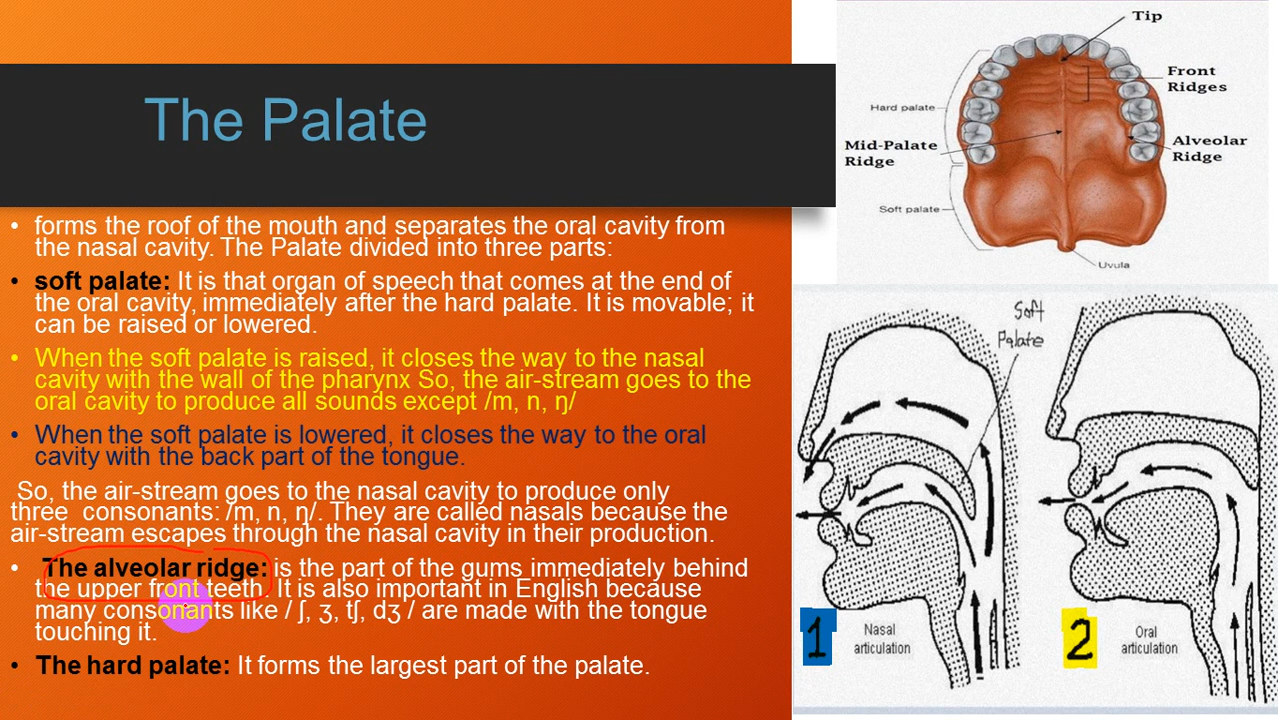 The Palate
• forms the roof of the mouth and separates the oral cavity from
the nasal cavity. The Palate divided into three parts:
• soft palate: It is that organ of speech that comes at the end of
the oral cavity, immediately after the hard palate. It is movable; it
can be raised or lowered.
• When the soft palate is raised, it closes the way to the nasal
cavity with the wall of the pharynx So, the air-stream goes to the
oral cavity to produce all sounds except /m, n, ŋ/
• When the soft palate is lowered, it closes the way to the oral
cavity with the back part of the tongue.
So, the air-stream goes to the nasal cavity to produce only
three consonants: /m, n, ŋ/. They are called nasals because the
air-stream escapes through the nasal cavity in their production.
• The alveolar ridge: is the part of the gums immediately behind
the upper front teeth. It is also important in English because
many consonants like / ʃ, ʒ, tʃ, dʒ / are made with the tongue
touching it.
• The hard palate: It forms the largest part of the palate.
Tip
Front
Ridges
Hard palate
Mid-Palate
Ridge
Alveolar
Ridge
Soft palate
Uvula
Soft
Palate
1
Nasal
articulation
2
Oral
articulation